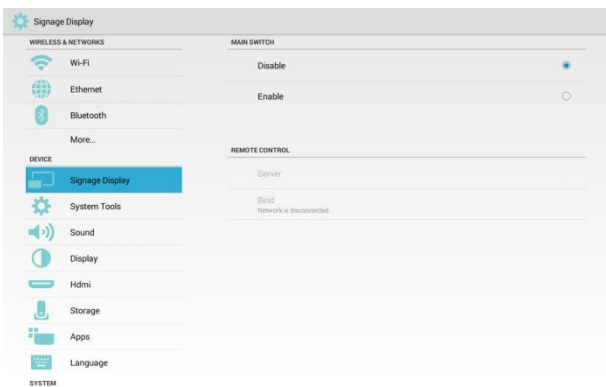 Signage Display
WIRELESS & NETWORKS
Wi-Fi
Ethernet
Bluetooth
More...
DEVICE
Signage Display
System Tools
Sound
Display
Hdmi
Storage
Apps
Language
SYSTEM
MAIN SWITCH
Disable
Enable
REMOTE CONTROL
Server
Bind
Network is disconnected.